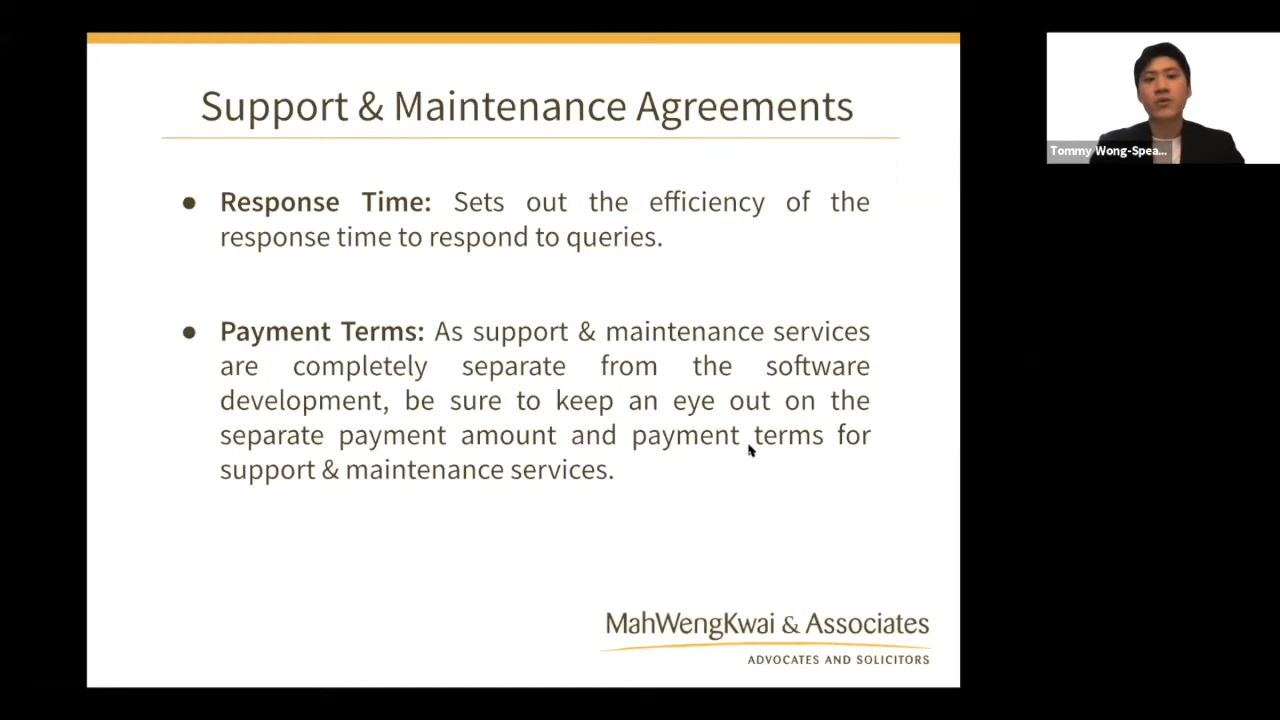 Support & Maintenance Agreements
● Response Time: Sets out the efficiency of the
response time to respond to queries.
● Payment Terms: As support & maintenance services
are completely separate from the software
development, be sure to keep an eye out on the
separate payment amount and payment terms for
support & maintenance services.
MahWengKwai & Associates
ADVOCATES AND SOLICITORS
Tommy Wong-Spea...